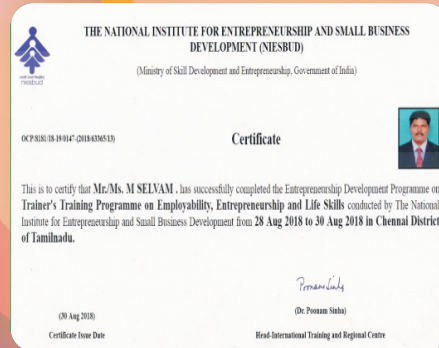 THE NATIONAL INSTITUTE FOR ENTREPRENEURSHIP AND SMALL BUSINESS
DEVELOPMENT (NIESBUD)
(Ministry of Skill Development and Entrepreneurship, Government of India)
niesbud
OCP/8181/18-19/0147-(2018/63365/13)
Certificate
This is to certify that Mr./Ms. M SELVAM . has successfully completed the Entrepreneurship Development Programme on
Trainer's Training Programme on Employability, Entrepreneurship and Life Skills conducted by The National
Institute for Entrepreneurship and Small Business Development from 28 Aug 2018 to 30 Aug 2018 in Chennai District
of Tamilnadu.
(30 Aug 2018)
Certificate Issue Date
Poonam Sinha
(Dr. Poonam Sinha)
Head-International Training and Regional Centre